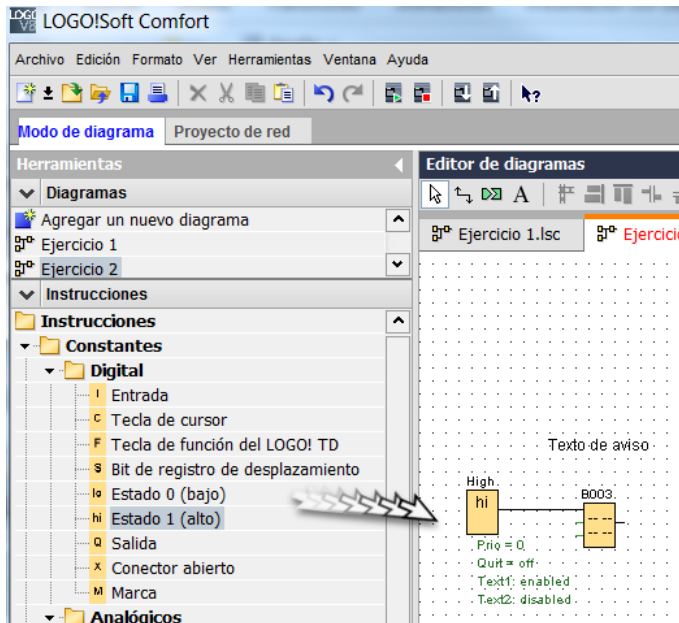 LOGO!Soft Comfort
Archivo Edición Formato Ver Herramientas Ventana Ayuda
Modo de diagrama Proyecto de red
Herramientas
Diagramas
Agregar un nuevo diagrama
Ejercicio 1
Ejercicio 2
Instrucciones
Instrucciones
Constantes
Digital
I Entrada
C Tecla de cursor
F Tecla de función del LOGO! TD
S Bit de registro de desplazamiento
lo Estado 0 (bajo)
hi Estado 1 (alto)
Q Salida
X Conector abierto
M Marca
Analógicos
Editor de diagramas
Ejercicio 1.lsc Ejercici
Texto de aviso
High
hi
B003
Prio = 0
Quit = off
Text1: enabled
Text2: disabled